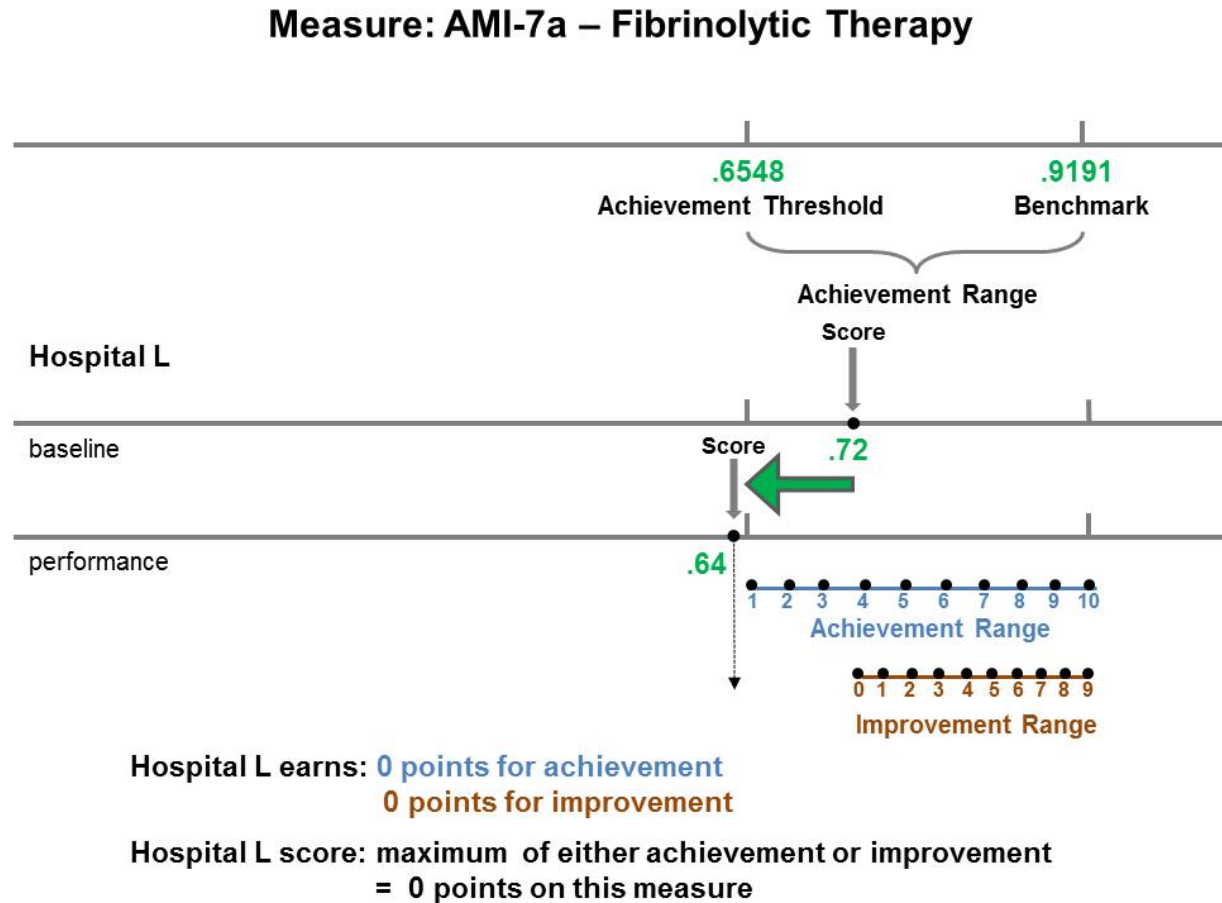 Measure: AMI-7a – Fibrinolytic Therapy
.6548 .9191
Achievement Threshold Benchmark
Achievement Range
Score
Hospital L
baseline
Score .72
performance
.64
1 2 3 4 5 6 7 8 9 10
Achievement Range
0 1 2 3 4 5 6 7 8 9
Improvement Range
Hospital L earns: 0 points for achievement
0 points for improvement
Hospital L score: maximum of either achievement or improvement
= 0 points on this measure